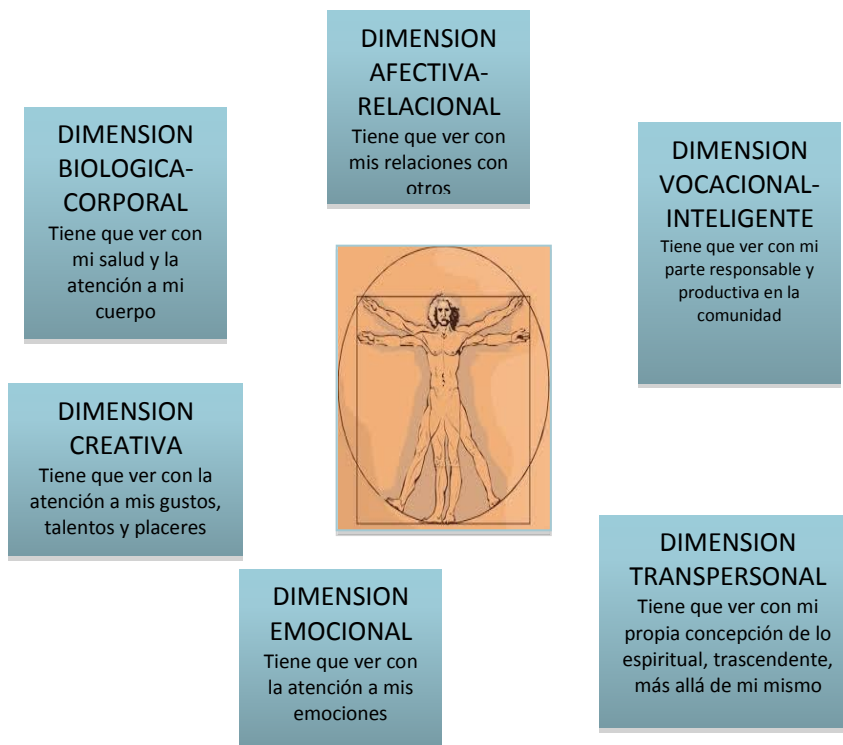 DIMENSION
AFECTIVA-
RELACIONAL
Tiene que ver con
mis relaciones con
otros
DIMENSION
BIOLOGICA-
CORPORAL
Tiene que ver con
mi salud y la
atención a mi
cuerpo
DIMENSION
VOCACIONAL-
INTELIGENTE
Tiene que ver con mi
parte responsable y
productiva en la
comunidad
DIMENSION
CREATIVA
Tiene que ver con la
atención a mis gustos,
talentos y placeres
DIMENSION
TRANSPERSONAL
Tiene que ver con mi
propia concepción de lo
espiritual, trascendente,
más allá de mi mismo
DIMENSION
EMOCIONAL
Tiene que ver con
la atención a mis
emociones